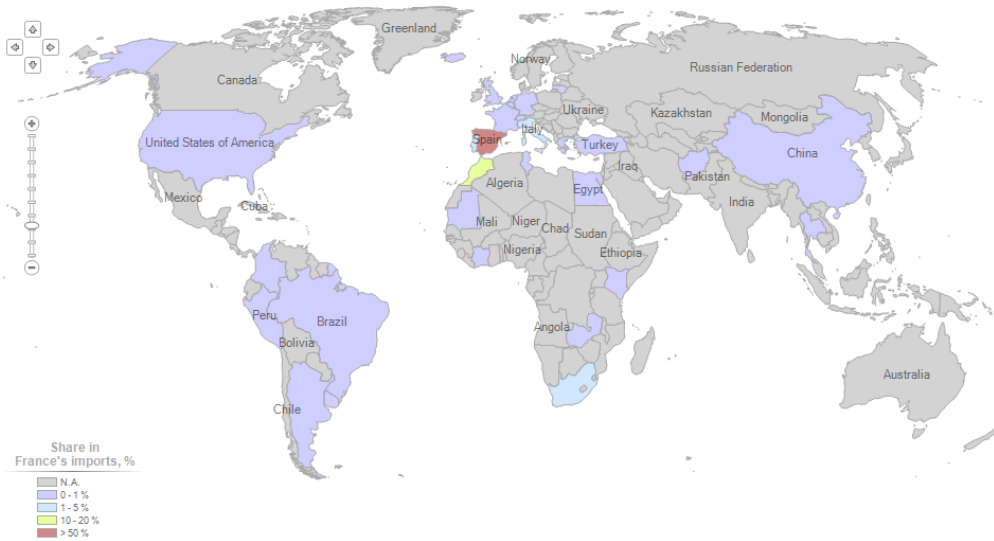 Greenland
Norway
Russian Federation
Canada
Ukraine
Kazakhstan
Mongolia
Italy
Spain
Turkey
United States of America
China
Iraq
Pakistan
Algeria
Egypt
Mexico
India
Cuba
Mali
Niger
Chad
Sudan
Nigeria
Ethiopia
Peru
Brazil
Angola
Bolivia
Australia
Chile
Share in
France's imports, %
N.A.
0 - 1 %
1 - 5 %
10 - 20 %
> 50 %